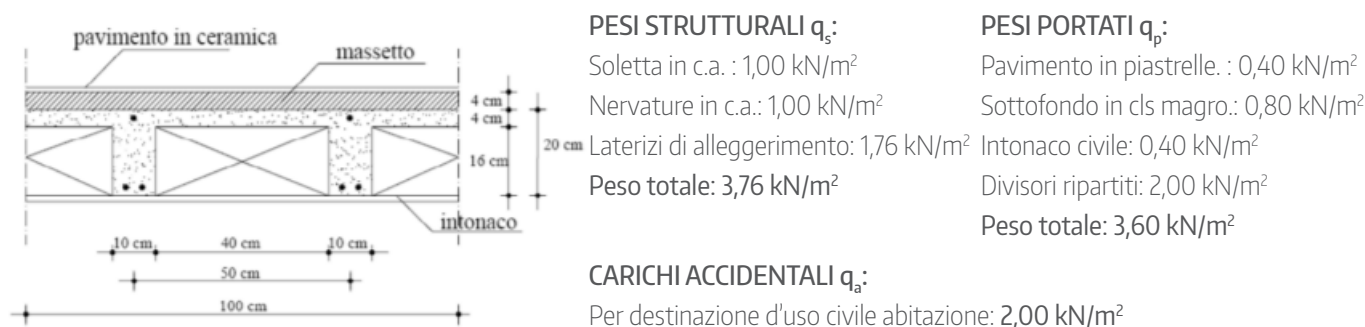 pavimento in ceramica
massetto
4 cm
4 cm
16 cm
20 cm
intonaco
10 cm
40 cm
10 cm
50 cm
100 cm
PESI STRUTTURALI qs:
Soletta in c.a. : 1,00 kN/m²
Nervature in c.a.: 1,00 kN/m²
Laterizi di alleggerimento: 1,76 kN/m²
Peso totale: 3,76 kN/m²
PESI PORTATI qp:
Pavimento in piastrelle. : 0,40 kN/m²
Sottofondo in cls magro.: 0,80 kN/m²
Intonaco civile: 0,40 kN/m²
Divisori ripartiti: 2,00 kN/m²
Peso totale: 3,60 kN/m²
CARICHI ACCIDENTALI qa:
Per destinazione d'uso civile abitazione: 2,00 kN/m²